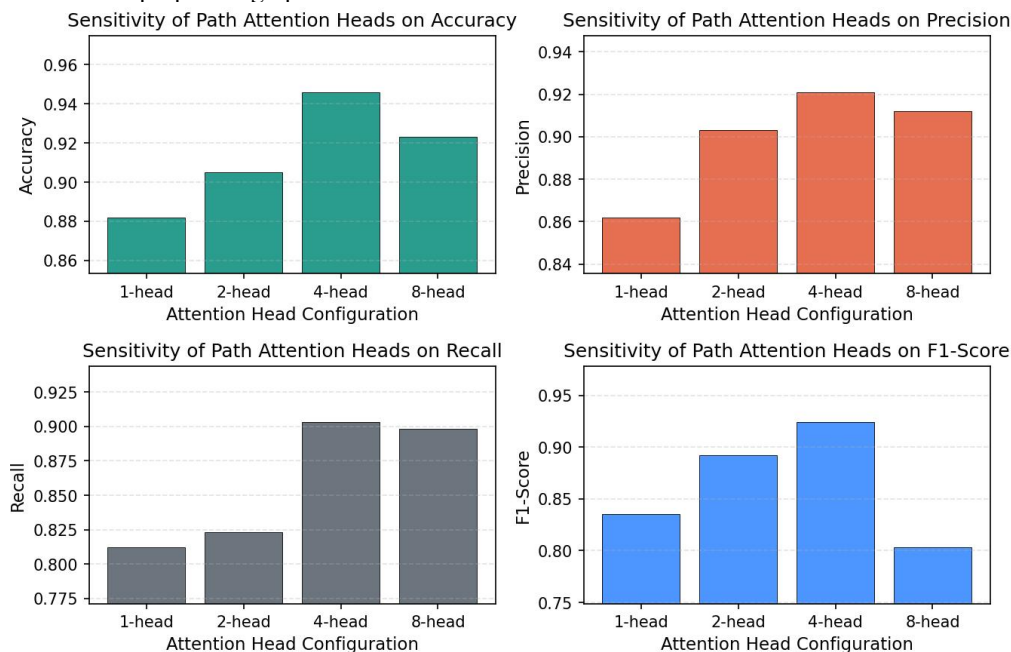 Sensitivity of Path Attention Heads on Accuracy
0.96
0.94
0.92
0.90
0.88
0.86
Accuracy
1-head 2-head 4-head 8-head
Attention Head Configuration
Sensitivity of Path Attention Heads on Precision
0.94
0.92
0.90
0.88
0.86
0.84
Precision
1-head 2-head 4-head 8-head
Attention Head Configuration
Sensitivity of Path Attention Heads on Recall
0.925
0.900
0.875
0.850
0.825
0.800
0.775
Recall
1-head 2-head 4-head 8-head
Attention Head Configuration
Sensitivity of Path Attention Heads on F1-Score
0.95
0.90
0.85
0.80
0.75
F1-Score
1-head 2-head 4-head 8-head
Attention Head Configuration